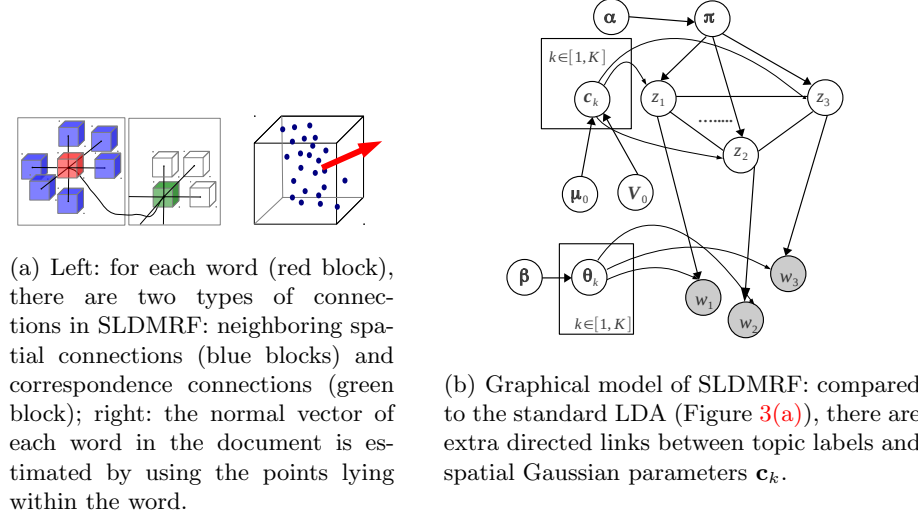 α
π
k∈[1,K]
c_k
z_1
z_3
........
z_2
μ_0
V_0
β
θ_k
k∈[1,K]
w_1
w_2
w_3
(a) Left: for each word (red block),
there are two types of connec-
tions in SLDMRF: neighboring spa-
tial connections (blue blocks) and
correspondence connections (green
block); right: the normal vector of
each word in the document is es-
timated by using the points lying
within the word.
(b) Graphical model of SLDMRF: compared
to the standard LDA (Figure 3(a)), there are
extra directed links between topic labels and
spatial Gaussian parameters c_k.